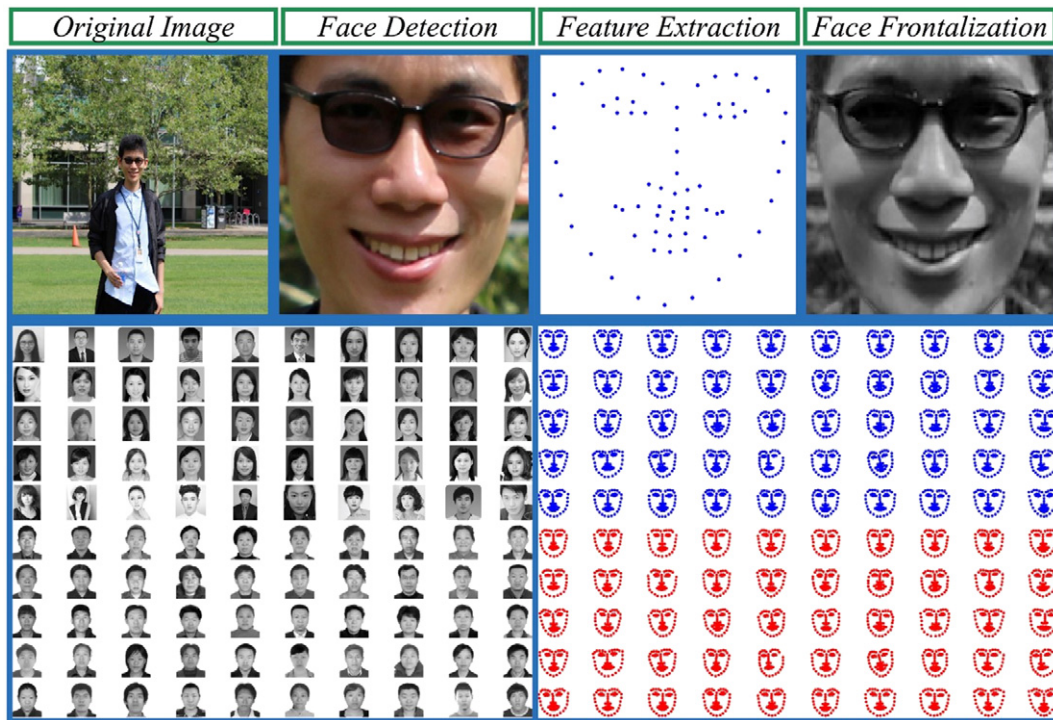 Original Image
Face Detection
Feature Extraction
Face Frontalization